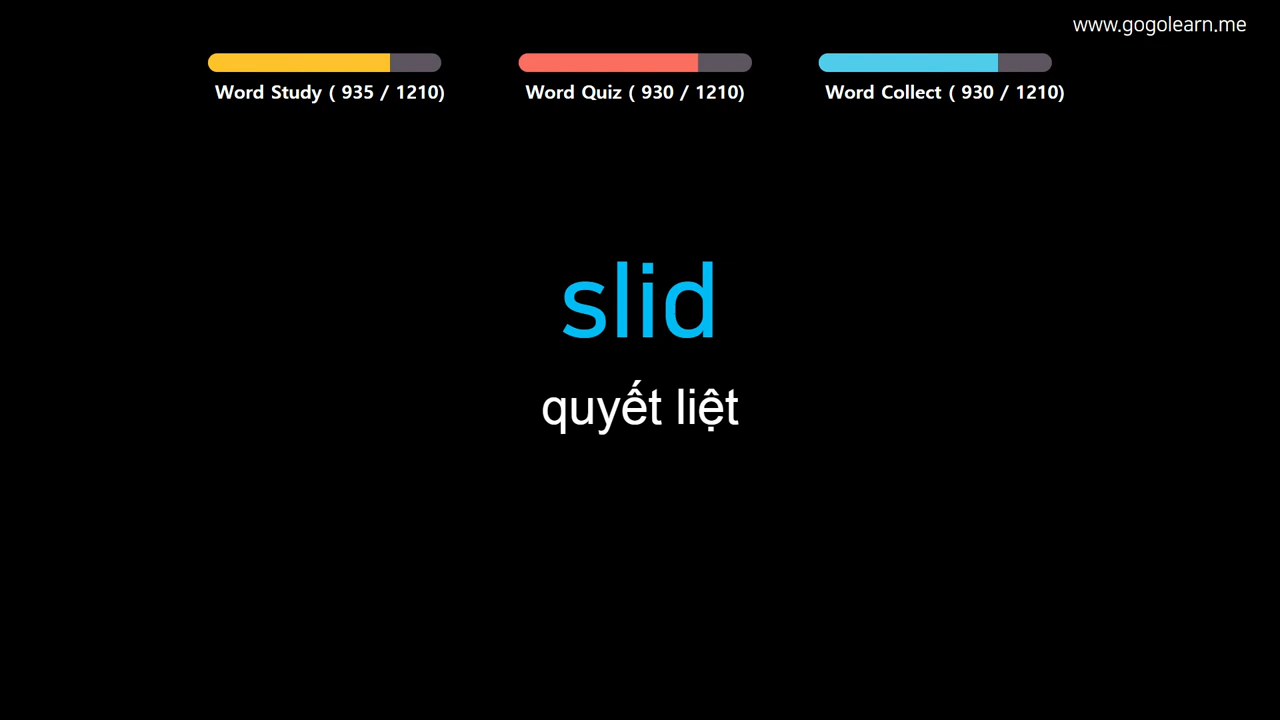 www.gogolearn.me
Word Study ( 935 / 1210)
Word Quiz ( 930 / 1210)
Word Collect ( 930 / 1210)
slid
quyết liệt